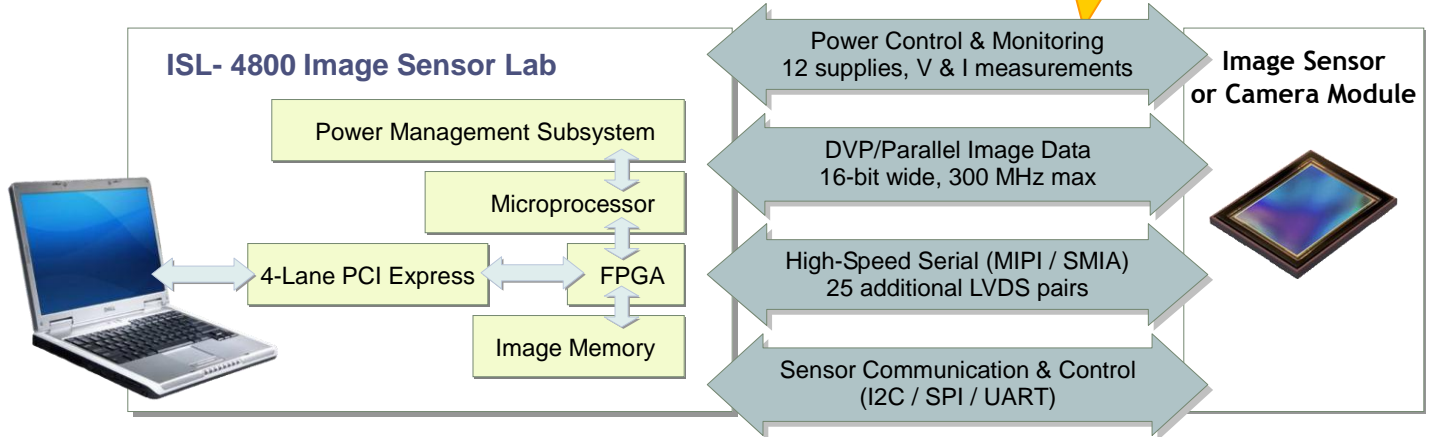 ISL- 4800 Image Sensor Lab
Power Management Subsystem
Microprocessor
4-Lane PCI Express
FPGA
Image Memory
Power Control & Monitoring
12 supplies, V & I measurements
DVP/Parallel Image Data
16-bit wide, 300 MHz max
High-Speed Serial (MIPI / SMIA)
25 additional LVDS pairs
Sensor Communication & Control
(I2C / SPI / UART)
Image Sensor
or Camera Module